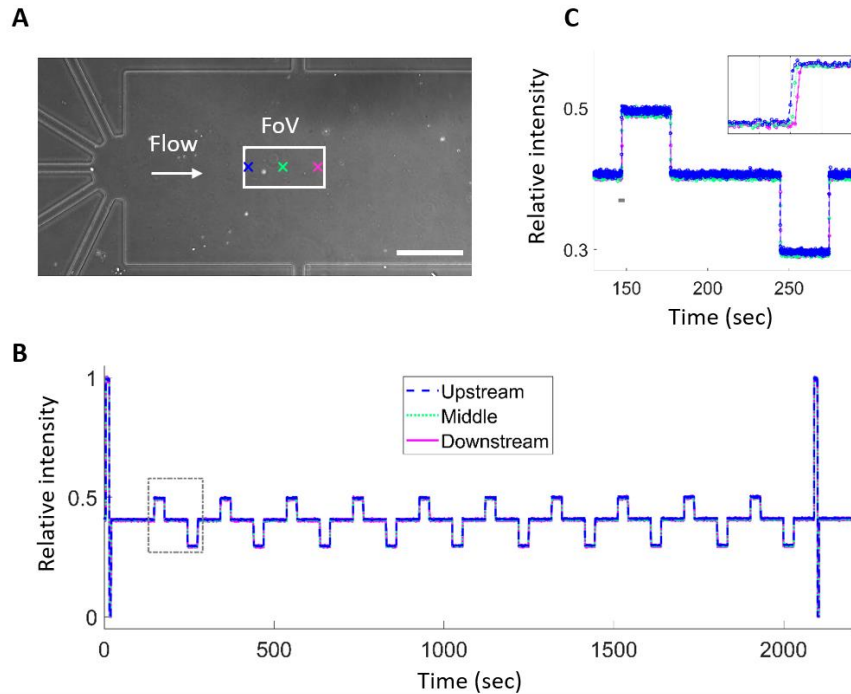 A
Flow
FoV
C
Relative intensity
0.5
0.3
150
200
250
Time (sec)
B
Relative intensity
1
0.5
0
Upstream
Middle
Downstream
0
500
1000
1500
2000
Time (sec)